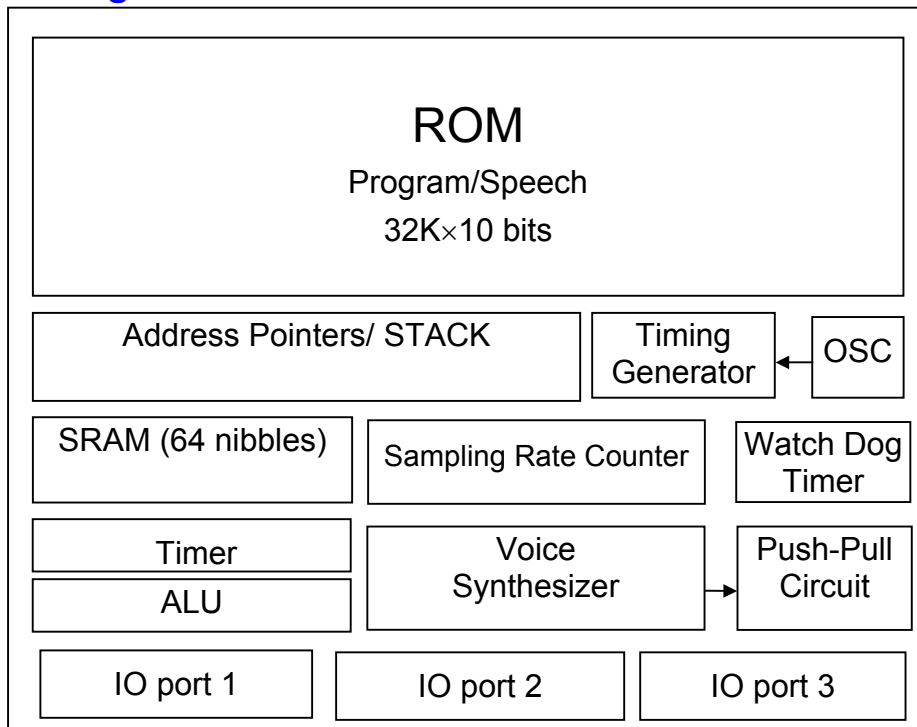 ROM
Program/Speech
32K×10 bits
Address Pointers/ STACK
Timing
Generator
OSC
SRAM (64 nibbles)
Sampling Rate Counter
Watch Dog
Timer
Timer
ALU
Voice
Synthesizer
Push-Pull
Circuit
IO port 1
IO port 2
IO port 3